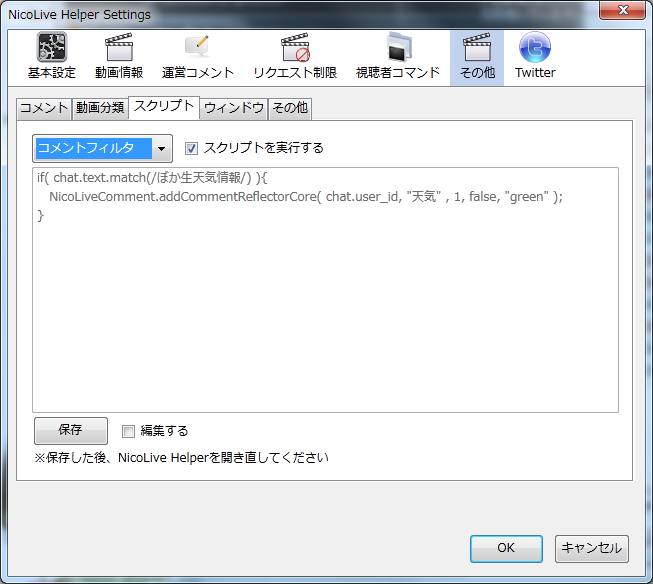 NicoLive Helper Settings
基本設定 動画情報 運営コメント リクエスト制限 視聴者コマンド その他 Twitter
コメント 動画分類 スクリプト ウィンドウ その他
コメントフィルタ スクリプトを実行する
if( chat.text.match(/ぽか生天気情報/) ){
NicoLiveComment.addCommentReflectorCore( chat.user_id, "天気" , 1, false, "green" );
}
保存 編集する
※保存した後、NicoLive Helperを開き直してください
OK キャンセル